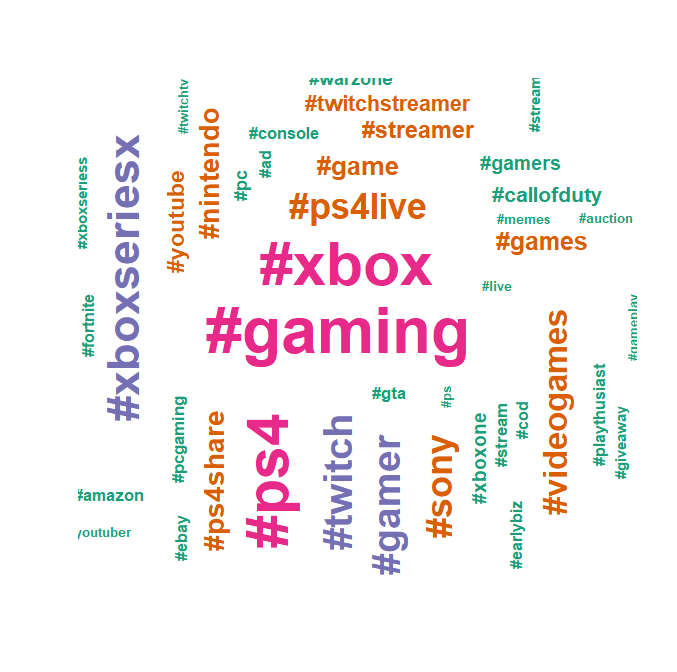 #warzone
#twitchtv
#stream
#twitchstreamer
#streamer
#console
#nintendo
#xboxseriesx
#ad
#pc
#game
#gamers
#xboxseriess
#youtube
#ps4live
#callofduty
#memes
#auction
#games
#xbox
#live
#fortnite
#gaming
#gameplay
#videogames
#gta
#ps
#pcgaming
#ps4share
#ps4
#twitch
#gamer
#sony
#xboxone
#stream
#cod
#playthusiast
#giveaway
#amazon
youtuber
#ebay
#earlybiz